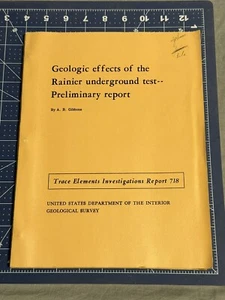 Geologic effects of the
Rainier underground test--
Preliminary report
By A. B. Gibbons
Trace Elements Investigations Report 718
UNITED STATES DEPARTMENT OF THE INTERIOR
GEOLOGICAL SURVEY